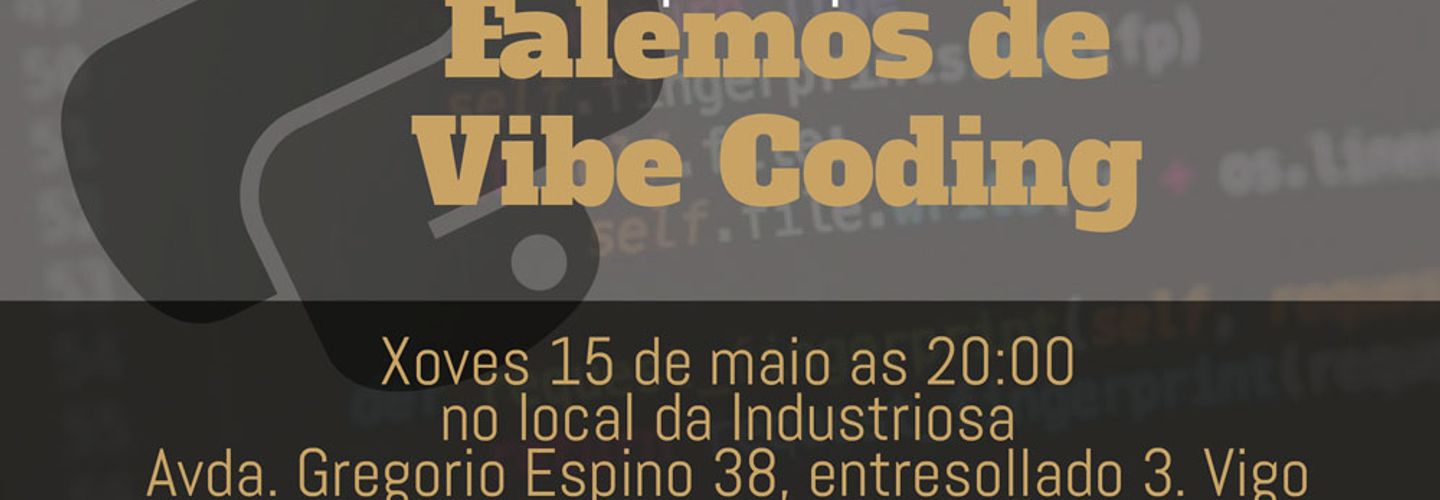 Falemos de
Vibe Coding
Xoves 15 de maio as 20:00
no local da Industriosa
Avda. Gregorio Espino 38, entresollado 3. Vigo